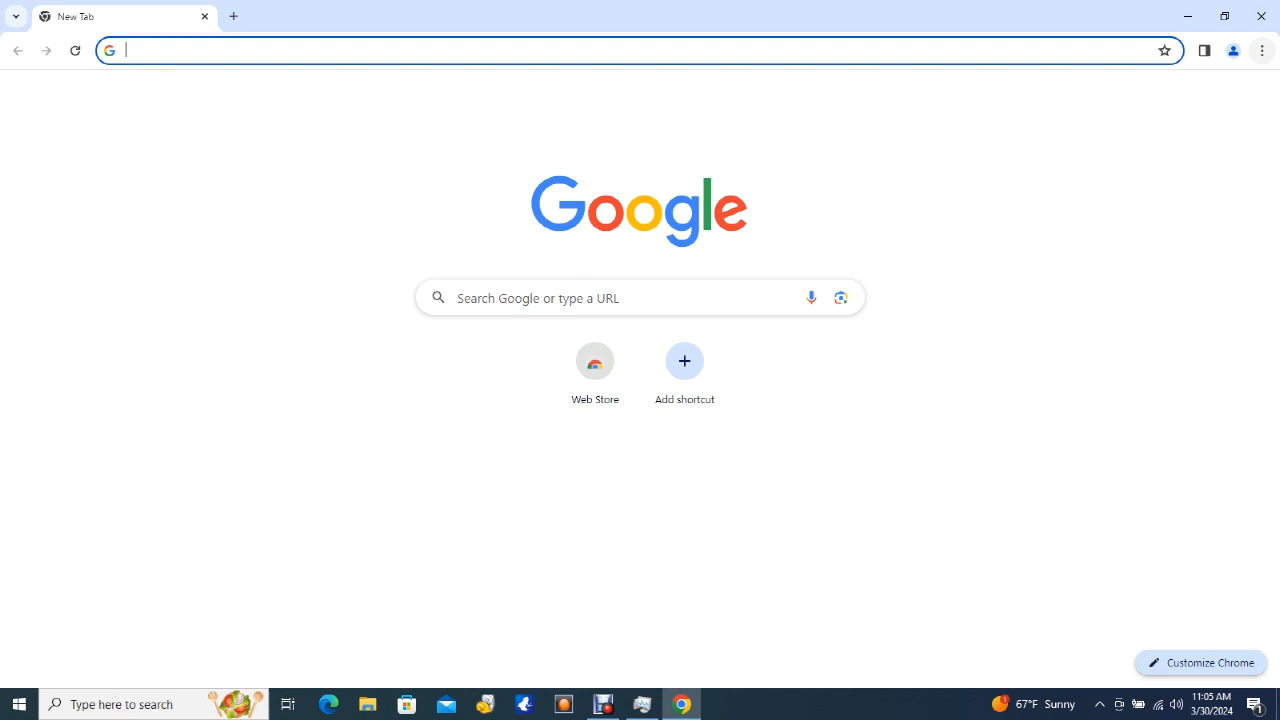 New Tab
Google
Search Google or type a URL
Web Store
Add shortcut
Customize Chrome
Type here to search
67°F Sunny
11:05 AM
3/30/2024
1